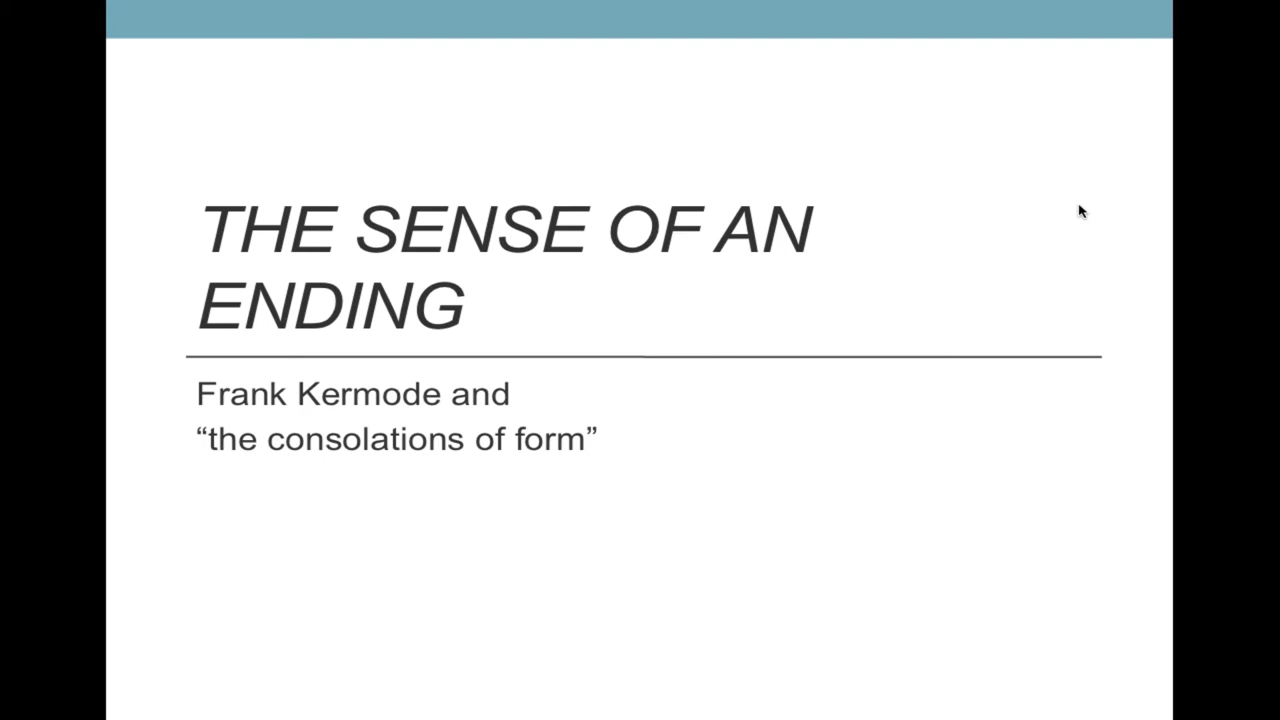 THE SENSE OF AN
ENDING
Frank Kermode and
“the consolations of form”